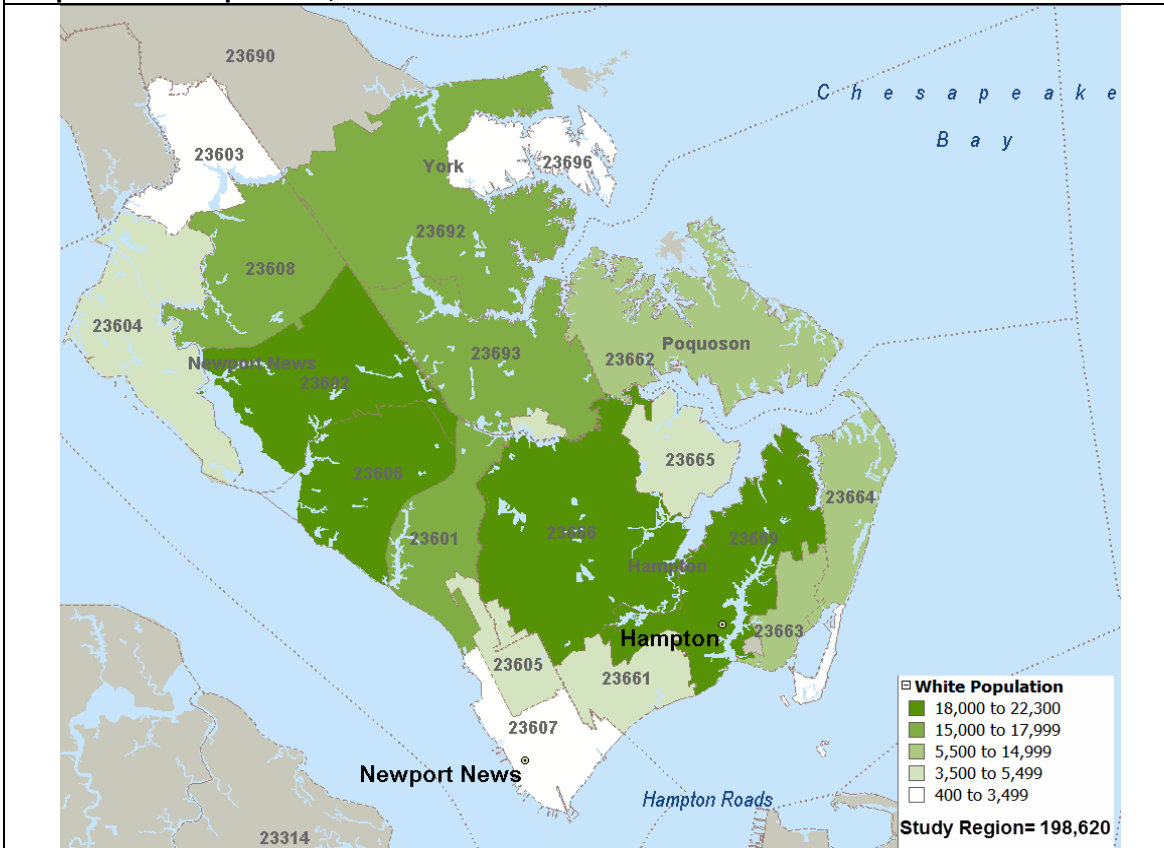 23690
C h e s a p e a k e
B a y
23603
York
23696
23692
23608
23604
Poquoson
23693
23662
Newport News
23602
23665
23606
23664
23601
23666
23669
Hampton
Hampton
23663
23605
23661
23607
Newport News
Hampton Roads
23314
White Population
18,000 to 22,300
15,000 to 17,999
5,500 to 14,999
3,500 to 5,499
400 to 3,499
Study Region= 198,620